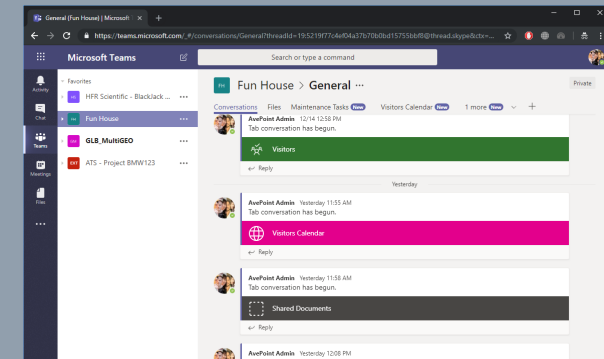 General (Fun House) | Microsoft
https://teams.microsoft.com/_#/conversations/General?threadId=19:5219f77c4ef04a37b70b0bd15755bbf8@thread.skype&ctx=...
Microsoft Teams
Search or type a command
Activity
Chat
Teams
Meetings
Files
Favorites
HFR Scientific - Blacklack ...
Fun House
GLB_MultiGEO
ATS - Project BMW123
FH
Fun House > General ...
Private
Conversations Files Maintenance Tasks New Visitors Calendar New 1 more New
AvePoint Admin 12/14 12:58 PM
Tab conversation has begun.
Visitors
Reply
Yesterday
AvePoint Admin Yesterday 11:55 AM
Tab conversation has begun.
Visitors Calendar
Reply
AvePoint Admin Yesterday 11:58 AM
Tab conversation has begun.
Shared Documents
Reply
AvePoint Admin Yesterday 12:08 PM